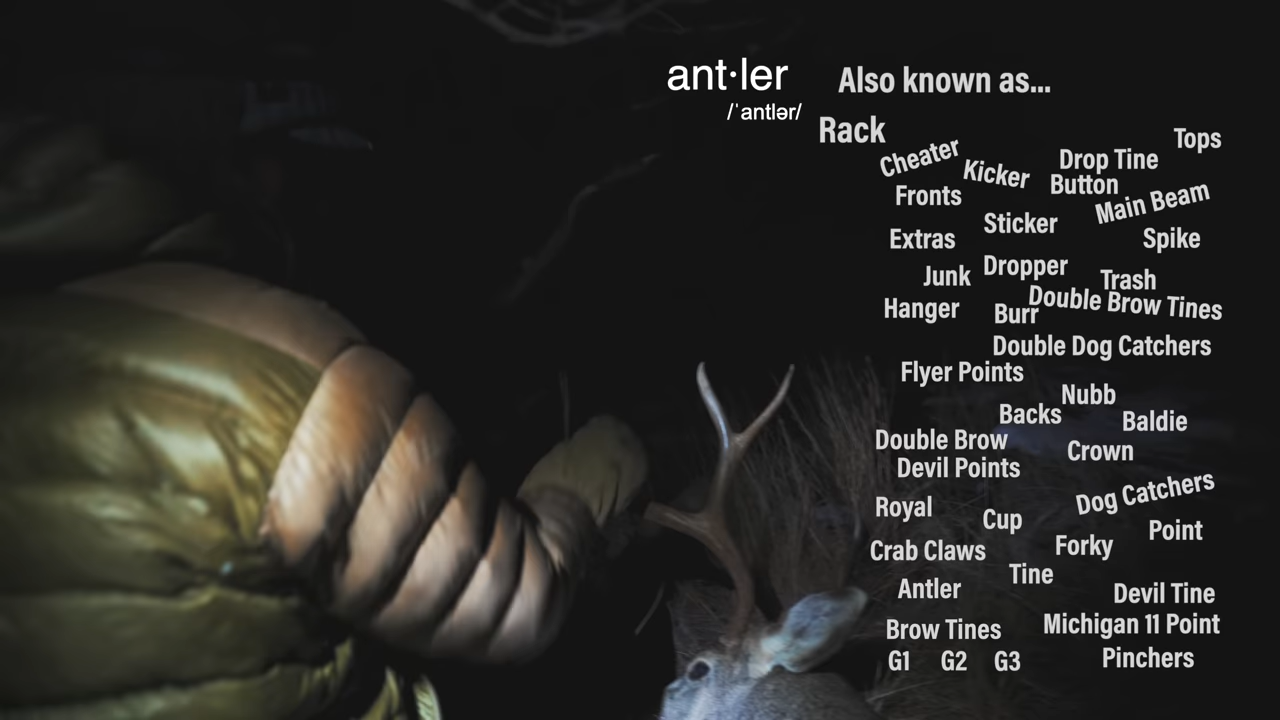 ant·ler
/ˈantlər/
Also known as...
Rack
Tops
Cheater
Kicker
Drop Tine
Button
Fronts
Main Beam
Sticker
Extras
Spike
Junk
Dropper
Trash
Hanger
Burr
Double Brow Tines
Double Dog Catchers
Flyer Points
Nubb
Backs
Baldie
Double Brow
Crown
Devil Points
Royal
Dog Catchers
Cup
Point
Crab Claws
Forky
Tine
Antler
Devil Tine
Brow Tines
Michigan 11 Point
G1 G2 G3
Pinchers